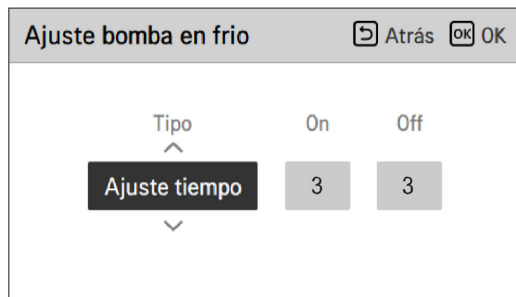 Ajuste bomba en frio Atrás OK OK
Tipo On Off
Ajuste tiempo 3 3